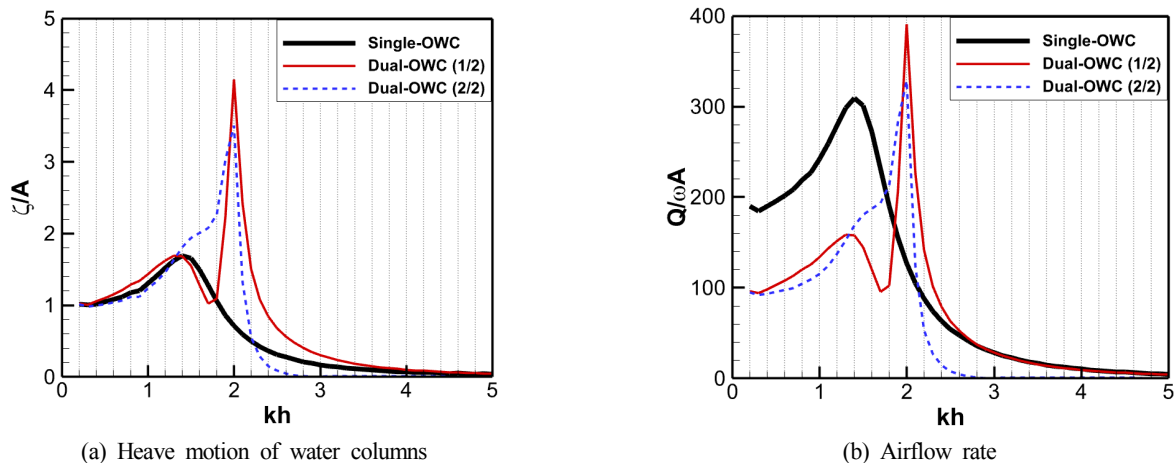 5
4
3
2
1
0
ζ/A
0 1 2 3 4 5
kh
Single-OWC
Dual-OWC (1/2)
Dual-OWC (2/2)
(a) Heave motion of water columns
400
300
200
100
0
Q/ωA
0 1 2 3 4 5
kh
Single-OWC
Dual-OWC (1/2)
Dual-OWC (2/2)
(b) Airflow rate